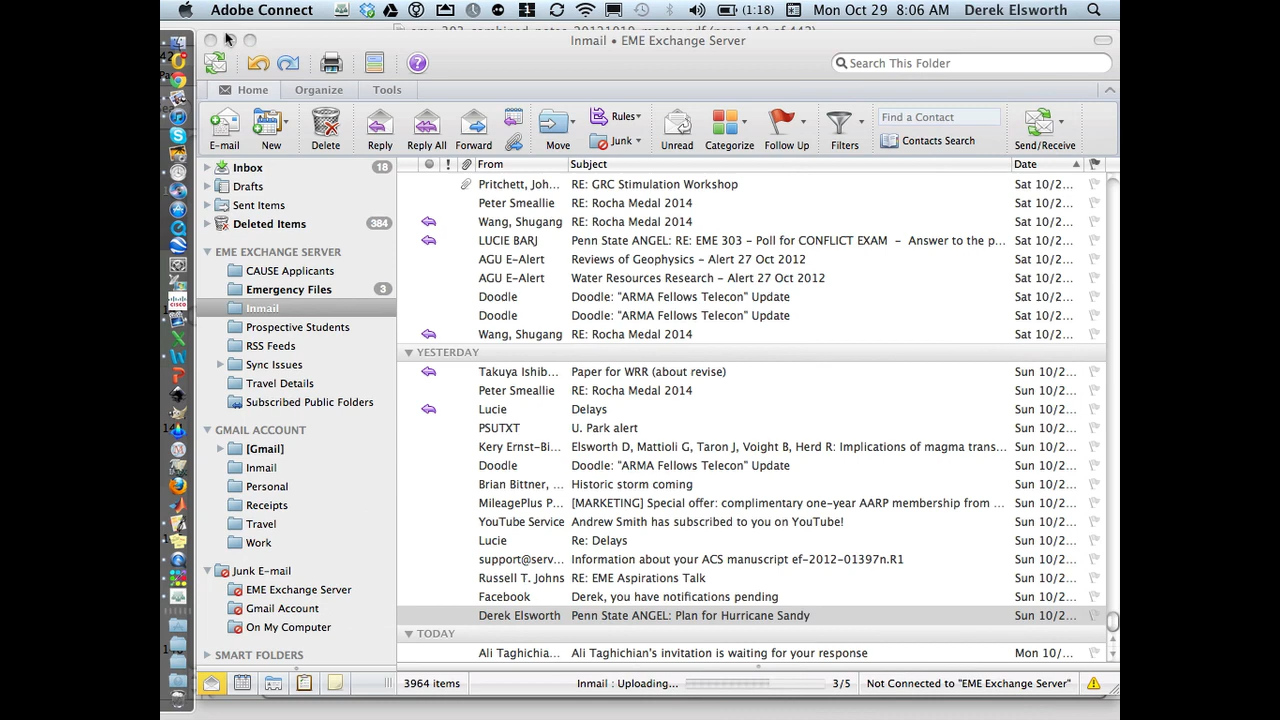 Adobe Connect (1:18) Mon Oct 29 8:06 AM Derek Elsworth
Inmail • EME Exchange Server
Search This Folder
Home Organize Tools
E-mail New Delete Reply Reply All Forward Move Rules Junk Unread Categorize Follow Up Filters Find a Contact Contacts Search Send/Receive
Inbox 18
Drafts
Sent Items
Deleted Items 384
EME EXCHANGE SERVER
CAUSE Applicants
Emergency Files 3
Inmail
Prospective Students
RSS Feeds
Sync Issues
Travel Details
Subscribed Public Folders
GMAIL ACCOUNT
[Gmail]
Inmail
Personal
Receipts
Travel
Work
Junk E-mail
EME Exchange Server
Gmail Account
On My Computer
SMART FOLDERS
From Subject Date
Pritchett, Joh... RE: GRC Stimulation Workshop Sat 10/2...
Peter Smeallie RE: Rocha Medal 2014 Sat 10/2...
Wang, Shugang RE: Rocha Medal 2014 Sat 10/2...
LUCIE BARJ Penn State ANGEL: RE: EME 303 - Poll for CONFLICT EXAM - Answer to the p... Sat 10/2...
AGU E-Alert Reviews of Geophysics - Alert 27 Oct 2012 Sat 10/2...
AGU E-Alert Water Resources Research - Alert 27 Oct 2012 Sat 10/2...
Doodle Doodle: "ARMA Fellows Telecon" Update Sat 10/2...
Doodle Doodle: "ARMA Fellows Telecon" Update Sat 10/2...
Wang, Shugang RE: Rocha Medal 2014 Sat 10/2...
YESTERDAY
Takuya Ishib... Paper for WRR (about revise) Sun 10/2...
Peter Smeallie RE: Rocha Medal 2014 Sun 10/2...
Lucie Delays Sun 10/2...
PSUTXT U. Park alert Sun 10/2...
Kery Ernst-Bi... Elsworth D, Mattioli G, Taron J, Voight B, Herd R: Implications of magma trans... Sun 10/2...
Doodle Doodle: "ARMA Fellows Telecon" Update Sun 10/2...
Brian Bittner, ... Historic storm coming Sun 10/2...
MileagePlus P... [MARKETING] Special offer: complimentary one-year AARP membership from ... Sun 10/2...
YouTube Service Andrew Smith has subscribed to you on YouTube! Sun 10/2...
Lucie Re: Delays Sun 10/2...
support@serv... Information about your ACS manuscript ef-2012-01399n.R1 Sun 10/2...
Russell T. Johns RE: EME Aspirations Talk Sun 10/2...
Facebook Derek, you have notifications pending Sun 10/2...
Derek Elsworth Penn State ANGEL: Plan for Hurricane Sandy Sun 10/2...
TODAY
Ali Taghichia... Ali Taghichian's invitation is waiting for your response Mon 10/...
3964 items Inmail : Uploading... 3/5 Not Connected to "EME Exchange Server"